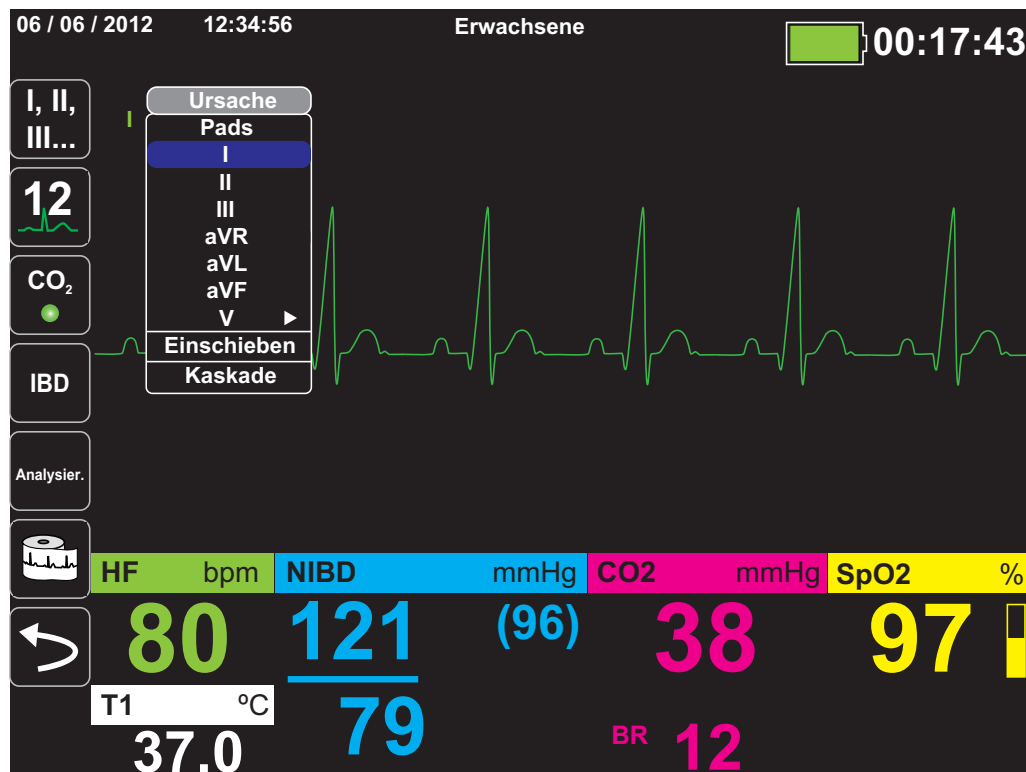 06 / 06 / 2012 12:34:56 Erwachsene 00:17:43
I, II,
III...
12
CO₂
IBD
Analysier.
I
Ursache
Pads
I
II
III
aVR
aVL
aVF
V
Einschieben
Kaskade
HF bpm
80
T1 ºC
37.0
NIBD mmHg
121 (96)
79
CO2 mmHg
38
BR 12
SpO2 %
97